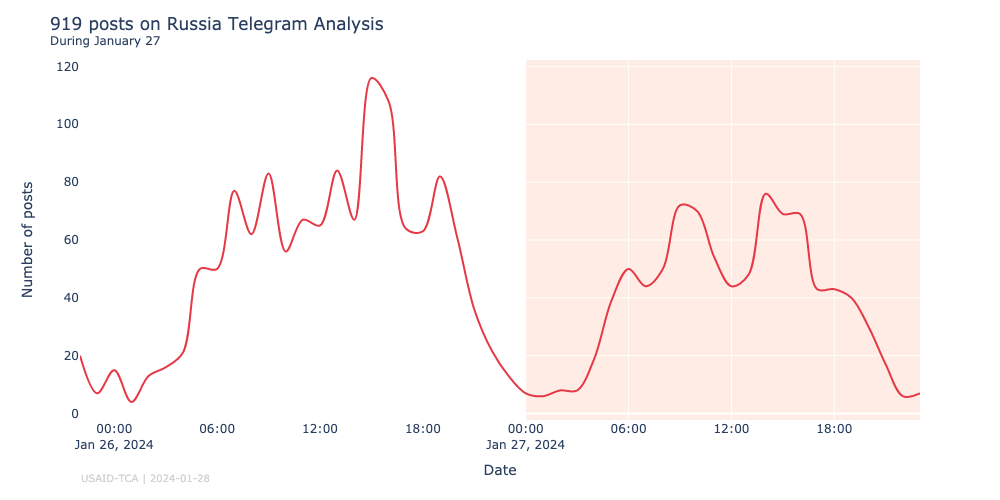 919 posts on Russia Telegram Analysis
During January 27
Number of posts
120
100
80
60
40
20
0
00:00 06:00 12:00 18:00 00:00 06:00 12:00 18:00
Jan 26, 2024 Jan 27, 2024
Date
USAID-TCA | 2024-01-28